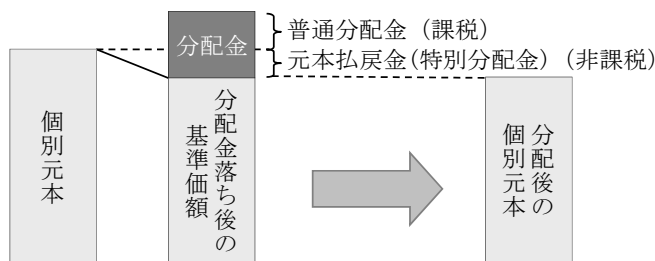 分配金
普通分配金（課税）
元本払戻金（特別分配金）（非課税）
個別元本
分配金落ち後の
基準価額
分配後の
個別元本